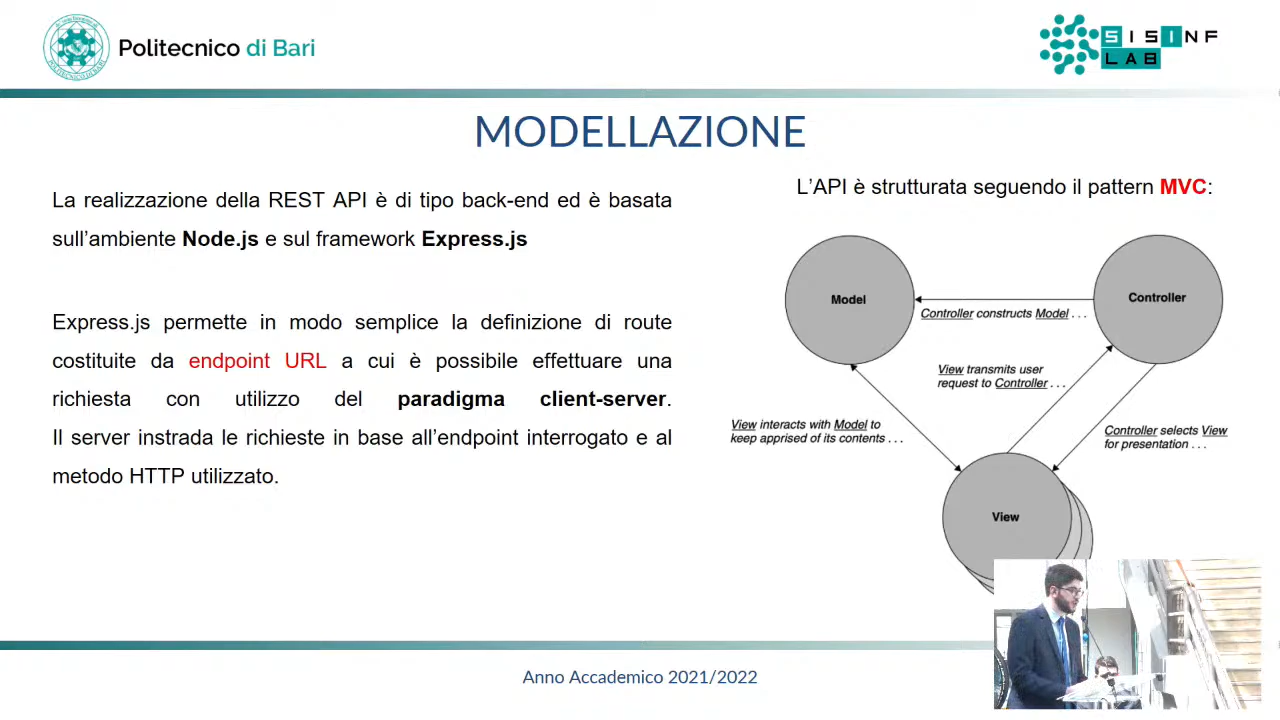 Politecnico di Bari
SISINF
LAB
MODELLAZIONE
La realizzazione della REST API è di tipo back-end ed è basata
sull'ambiente Node.js e sul framework Express.js
Express.js permette in modo semplice la definizione di route
costituite da endpoint URL a cui è possibile effettuare una
richiesta con utilizzo del paradigma client-server.
Il server instrada le richieste in base all'endpoint interrogato e al
metodo HTTP utilizzato.
L'API è strutturata seguendo il pattern MVC:
Model
Controller
Controller constructs Model . . .
View transmits user
request to Controller . . .
View interacts with Model to
keep apprised of its contents . . .
Controller selects View
for presentation . . .
View
Anno Accademico 2021/2022